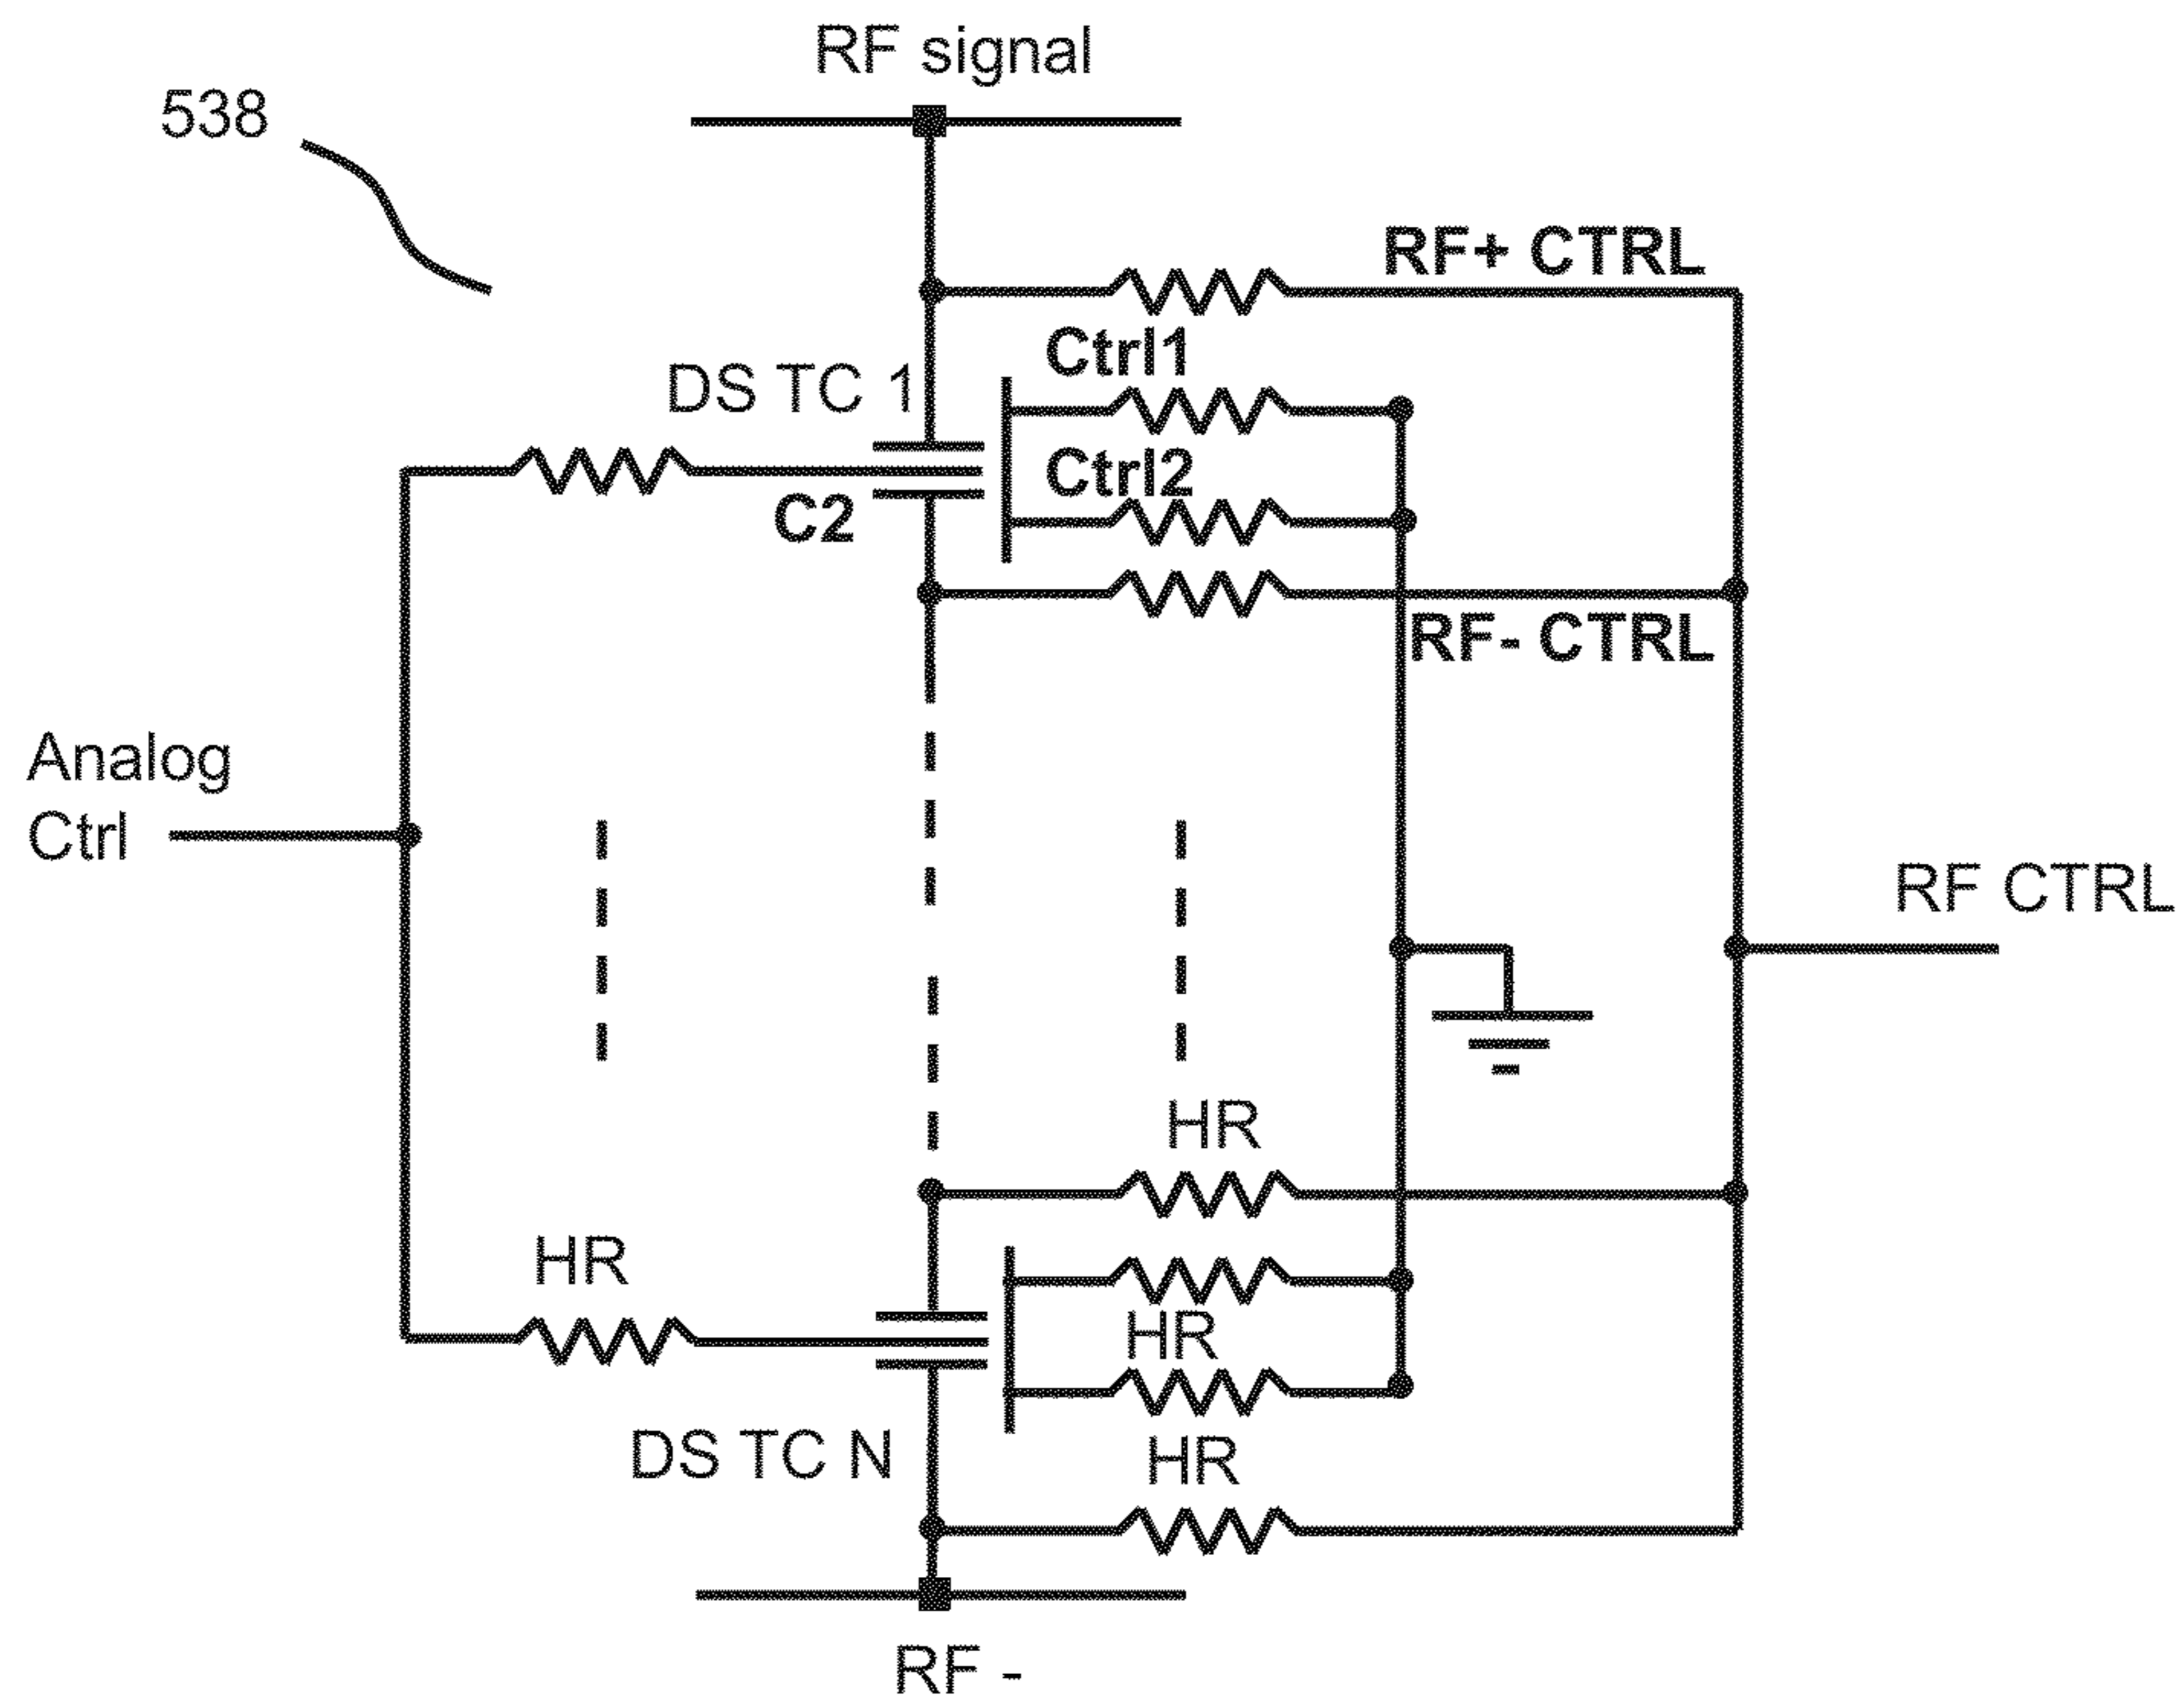 RF signal
538
RF+ CTRL
Ctrl1
DS TC 1
Ctrl2
C2
RF- CTRL
Analog
Ctrl
RF CTRL
HR
HR
HR
DS TC N
HR
RF -